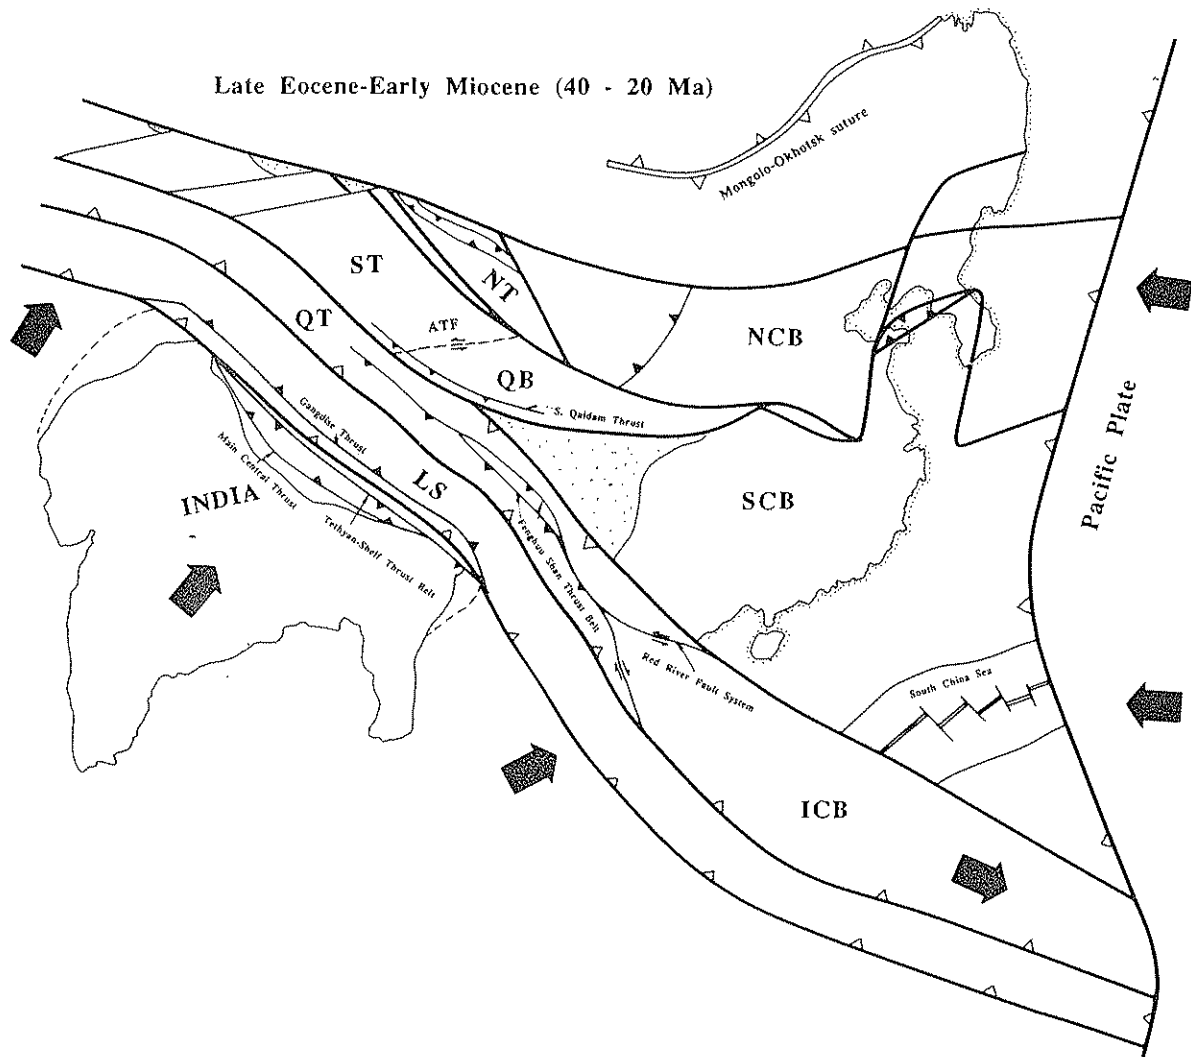 Late Eocene-Early Miocene (40 - 20 Ma)
Mongolo-Okhotsk suture
ST
NT
QT
ATF
NCB
QB
S. Qaidam Thrust
Gangdise Thrust
Main Central Thrust
Tethyan-Shelf Thrust Belt
INDIA
LS
SCB
Pacific Plate
Fenghuo Shan Thrust Belt
Red River Fault System
South China Sea
ICB